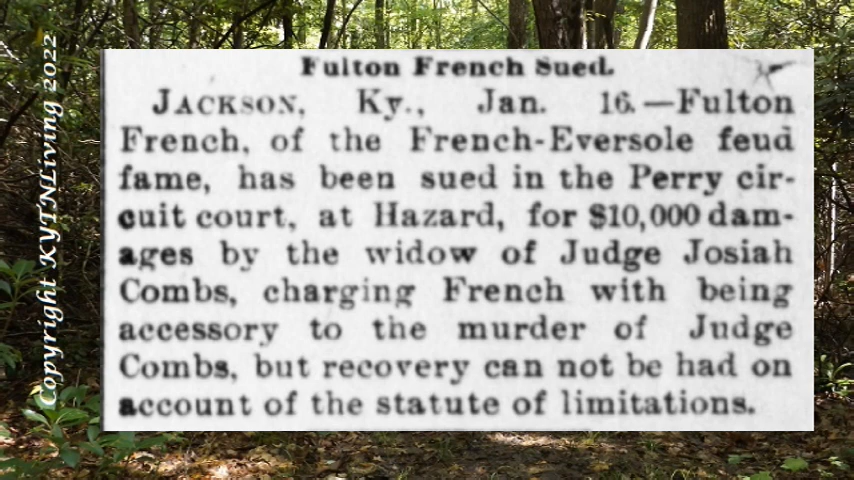 Fulton French Sued.
JACKSON, Ky., Jan. 16.—Fulton
French, of the French-Eversole feud
fame, has been sued in the Perry cir-
cuit court, at Hazard, for $10,000 dam-
ages by the widow of Judge Josiah
Combs, charging French with being
accessory to the murder of Judge
Combs, but recovery can not be had on
account of the statute of limitations.
Copyright KYTNLiving 2022